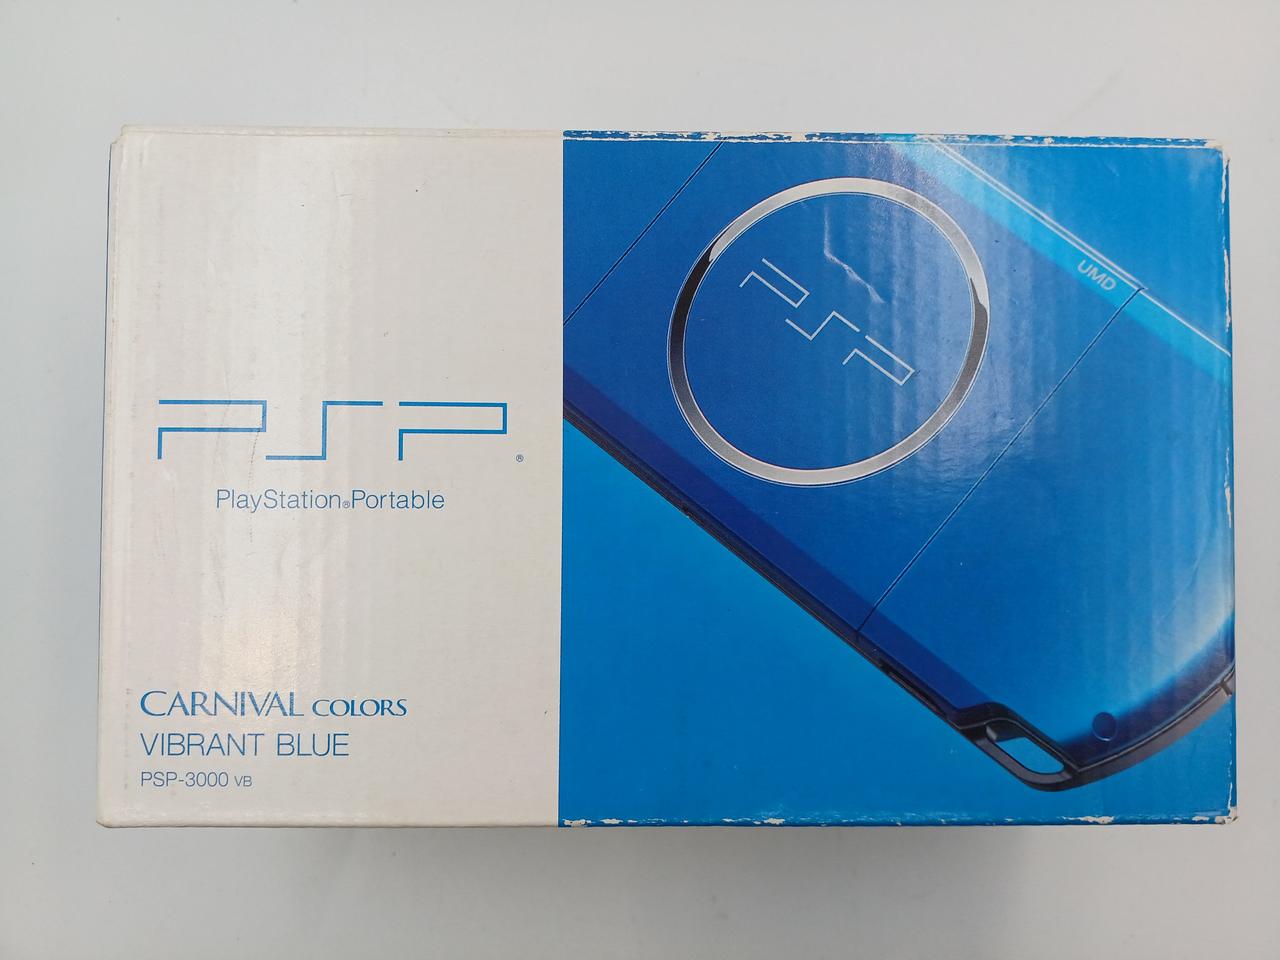 PSP®
PlayStation®Portable
CARNIVAL COLORS
VIBRANT BLUE
PSP-3000 VB
PSP
UMD